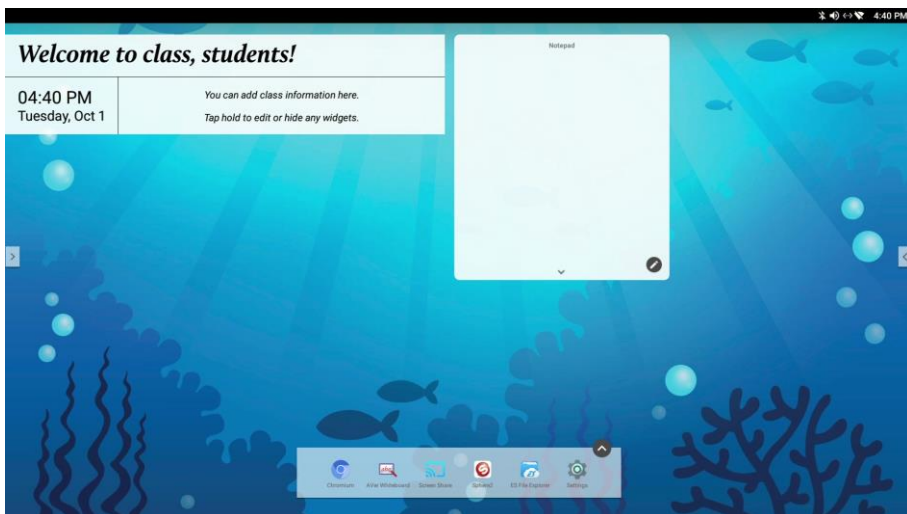 4:40 PM
Welcome to class, students!
04:40 PM
Tuesday, Oct 1
You can add class information here.
Tap hold to edit or hide any widgets.
Notepad
Chromium
Screen Share
ES File Explorer
Settings